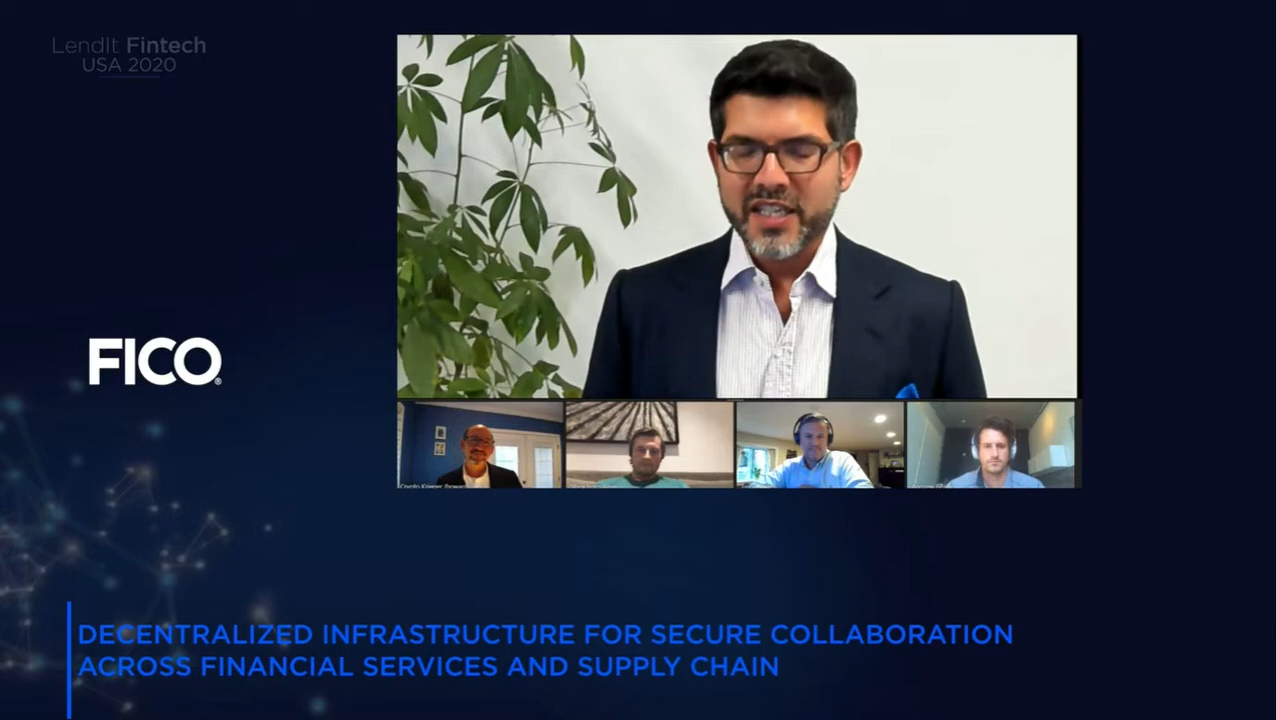 LendIt Fintech
USA 2020
FICO®
DECENTRALIZED INFRASTRUCTURE FOR SECURE COLLABORATION
ACROSS FINANCIAL SERVICES AND SUPPLY CHAIN